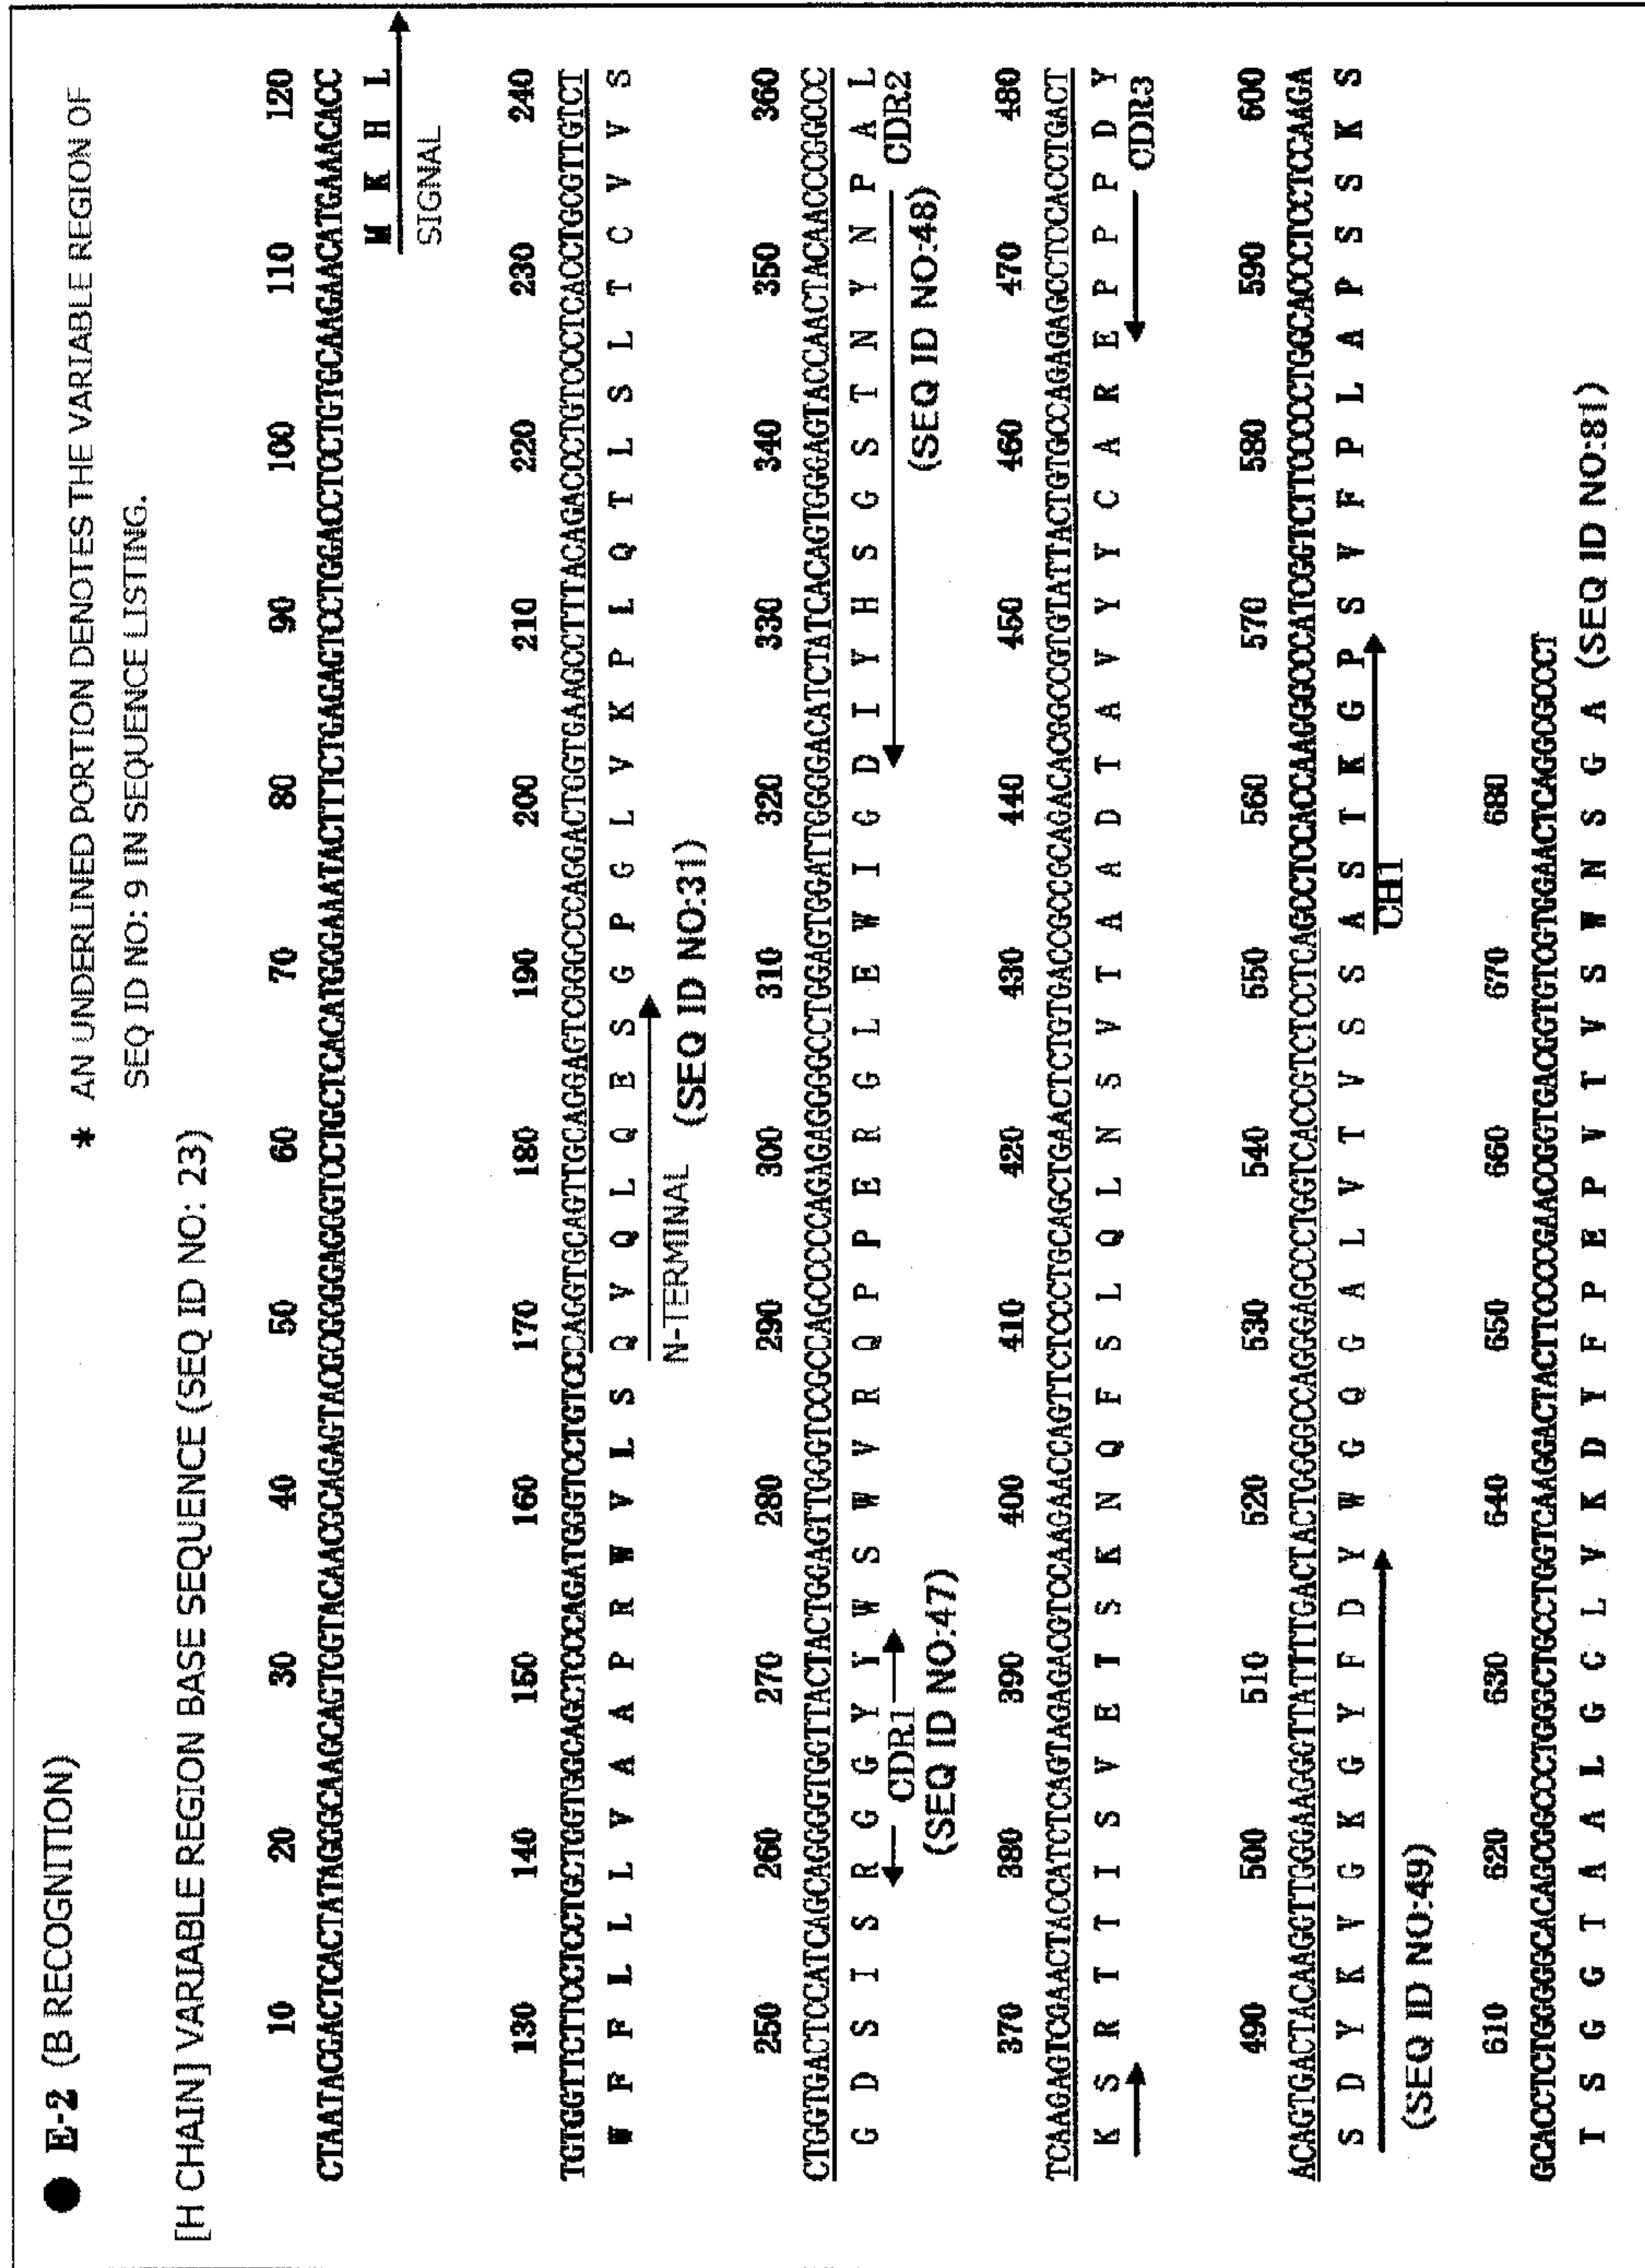 ● E-2 (B RECOGNITION)
* AN UNDERLINED PORTION DENOTES THE VARIABLE REGION OF
SEQ ID NO: 9 IN SEQUENCE LISTING.
[H CHAIN] VARIABLE REGION BASE SEQUENCE (SEQ ID NO: 23)
10 20 30 40 50 60 70 80 90 100 110 120
CTAATACGACTCACTATAGGGCAAGCAGTGGTACAACGCAGAGTACGCGGGGAGGGTCCTGCTCACATGGGAAATACTTTCTGAGAGTCCTGGACCTCCTGTGCAAGAACATGAAACACC
M K H L
SIGNAL
130 140 150 160 170 180 190 200 210 220 230 240
TGTGGTTCTTCCTCCTGCTGGTGGCAGCTCCCAGATGGGTCCTGTCCCAGGTGCAGTTGCAGGAGTCGGGCCCAGGACTGGTGAAGCCTTTACAGACCCTGTCCCTCACCTGCGTTGTCT
W F F L L L V A A P R W V L S Q V Q L Q E S G P G L V K P L Q T L S L T C V V S
N-TERMINAL (SEQ ID NO:31)
250 260 270 280 290 300 310 320 330 340 350 360
CTGGTGACTCCATCAGCAGGGGTGGTTACTACTGGAGTTGGGTCCGCCAGCCCCCAGAGAGGGGCCTGGAGTGGATTGGGGACATCTATCACAGTGGGAGTACCAACTACAACCCGGCCC
G D S I S R G G Y Y W S W V R Q P P E R G L E W I G D I Y H S G S T N Y N P A L
CDR1 CDR2
(SEQ ID NO:47) (SEQ ID NO:48)
370 380 390 400 410 420 430 440 450 460 470 480
TCAAGAGTCGAACTACCATCTCAGTAGAGACGTCCAAGAACCAGTTCTCCCTGCAGCTGAACTCTGTGACCGCCGCAGACACGGCCGTGTATTACTGTGCCAGAGAGCCTCCACCTGACT
K S R T T I S V E T S K N Q F S L Q L N S V T A A D T A V Y Y C A R E P P P D Y
CDR3
490 500 510 520 530 540 550 560 570 580 590 600
ACAGTGACTACAAGGTTGGGAAGGGTTATTTTGACTACTGGGGCCAGGGAGCCCTGGTCACCGTCTCCTCAGCCTCCACCAAGGGCCCATCGGTCTTCCCCCTGGCACCCTCCTCCAAGA
S D Y K V G K G Y F D Y W G Q G A L V T V S S A S T K G P S V F P L A P S S K S
CH1
(SEQ ID NO:49)
610 620 630 640 650 660 670 680
GCACCTCTGGGGGCACAGCGGCCCTGGGCTGCCTGGTCAAGGACTACTTCCCCGAACCGGTGACGGTGTCGTGGAACTCAGGCGCCCT
T S G G T A A L G C L V K D Y F P E P V T V S W N S G A (SEQ ID NO:81)